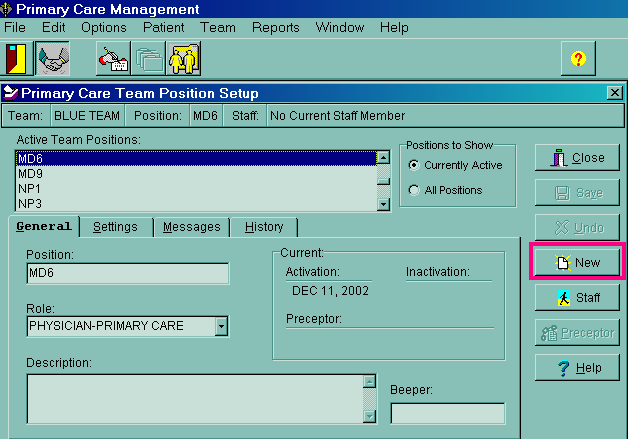 Primary Care Management
File Edit Options Patient Team Reports Window Help
?
Primary Care Team Position Setup
Team: BLUE TEAM Position: MD6 Staff: No Current Staff Member
Active Team Positions:
MD6
MD9
NP1
NP3
Positions to Show
Currently Active
All Positions
Close
Save
Undo
New
Staff
Preceptor
? Help
General Settings Messages History
Position:
MD6
Role:
PHYSICIAN-PRIMARY CARE
Description:
Current:
Activation: Inactivation:
DEC 11, 2002
Preceptor:
Beeper: